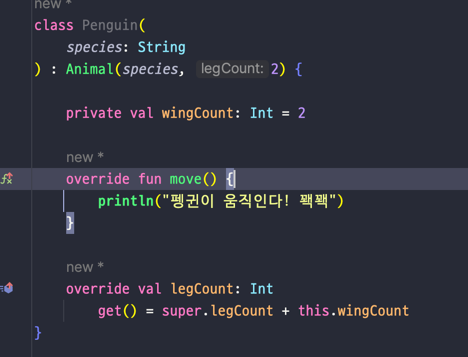 new *
class Penguin(
    species: String
) : Animal(species, legCount: 2) {
    private val wingCount: Int = 2
    new *
    override fun move() {
        println("펭귄이 움직인다! 꽥꽥")
    }
    new *
    override val legCount: Int
        get() = super.legCount + this.wingCount
}